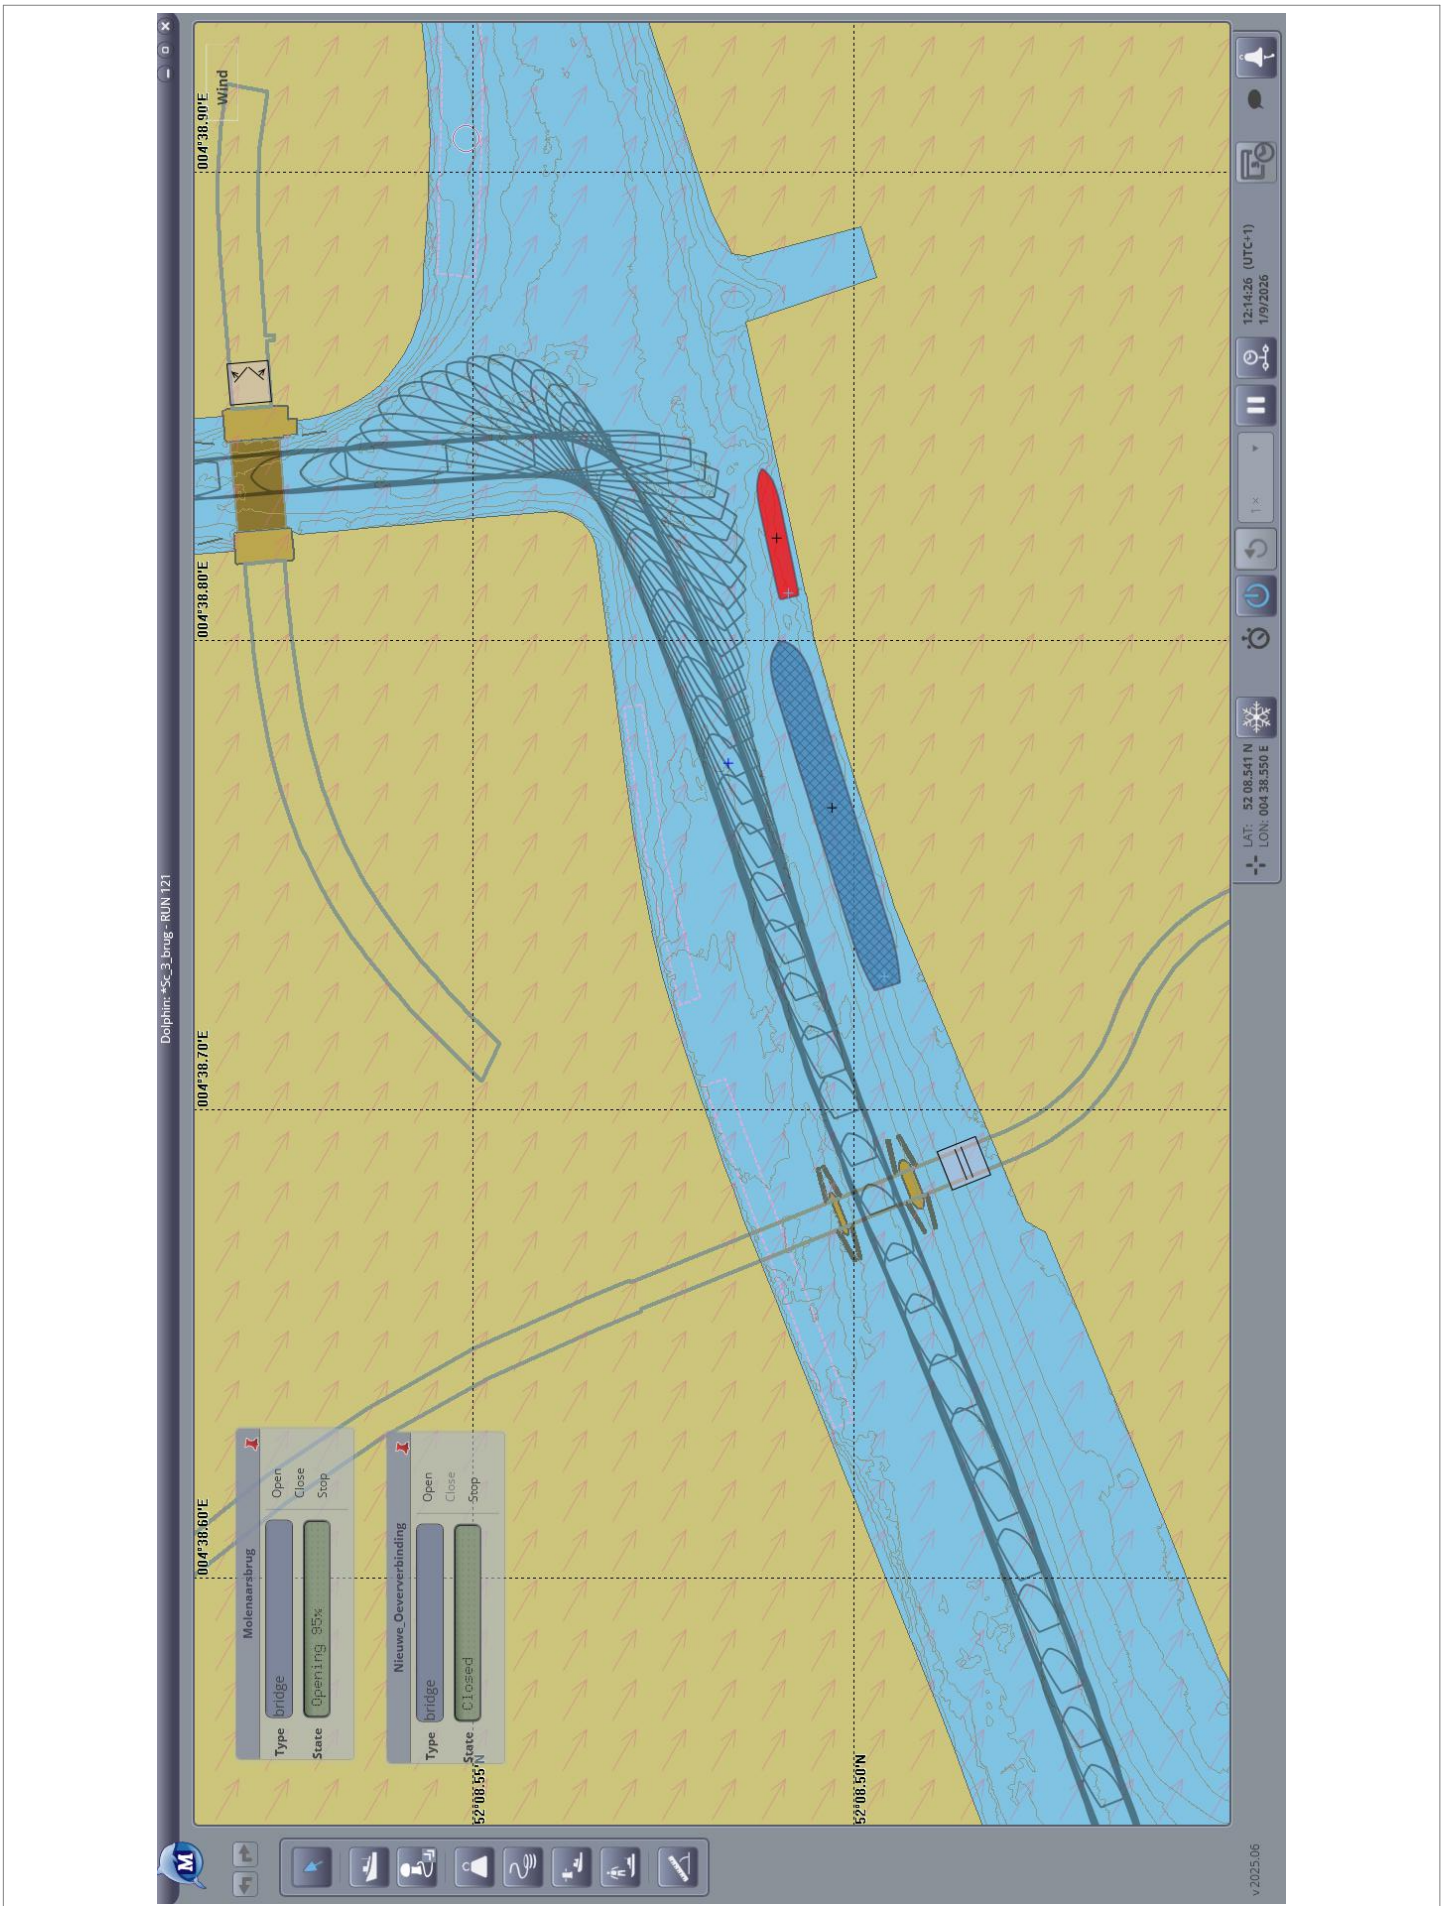 Dolphin: *Sc_3_brug - RUN 121
004°38.60'E
004°38.70'E
004°38.80'E
004°38.90'E
Wind
Molenaarsbrug
Type bridge Open
Close
State Opening 95% Stop
Nieuwe_Oeververbinding
Type bridge Open
Close
State Closed Stop
52°08.55'N
52°08.50'N
v 2025.06
LAT: 52 08.541 N
LON: 004 38.550 E
1 ×
12:14:26 (UTC+1)
1/9/2026
M